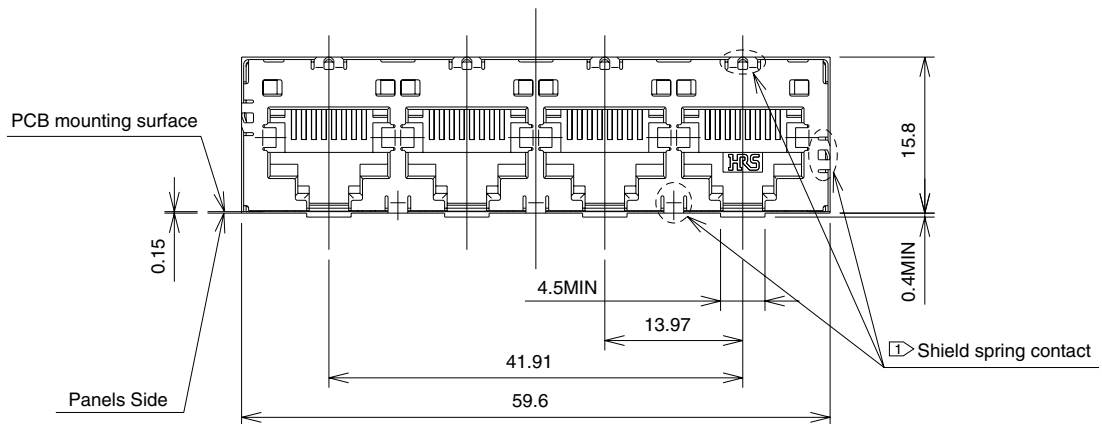 PCB mounting surface
HRS
15.8
0.15
0.4MIN
4.5MIN
13.97
1 Shield spring contact
41.91
Panels Side
59.6